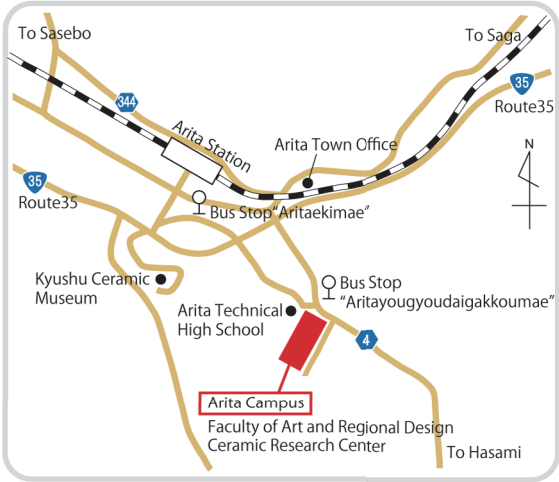 To Sasebo
To Saga
344
35
Route35
Arita Station
Arita Town Office
N
35
Route35
Bus Stop"Aritaekimae"
Kyushu Ceramic
Museum
Bus Stop
"Aritayougyoudaigakkoumae"
Arita Technical
High School
4
Arita Campus
Faculty of Art and Regional Design
Ceramic Research Center
To Hasami